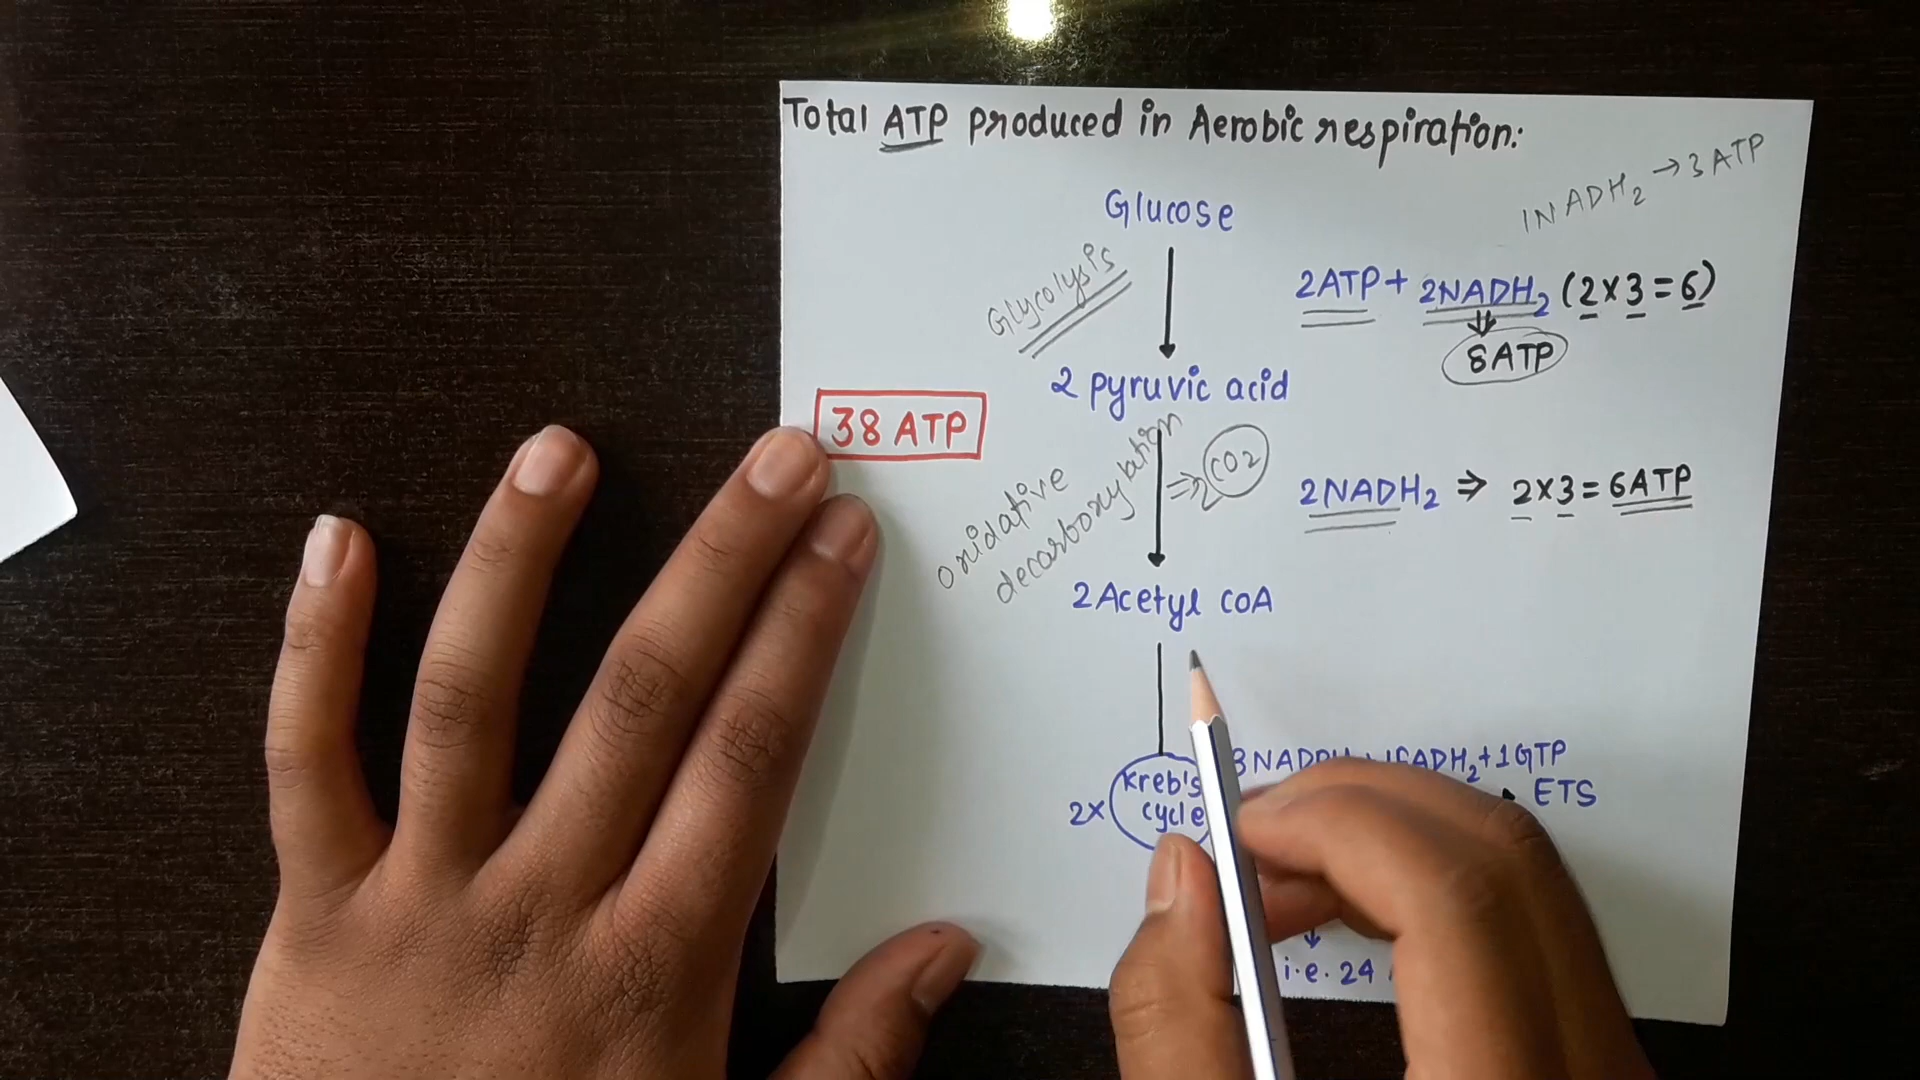 Total ATP produced in Aerobic respiration:
1NADH2 → 3ATP
Glucose
Glycolysis
2ATP + 2NADH2 (2×3=6)
8ATP
2 pyruvic acid
38 ATP
oxidative
decarboxylation
⇒2 CO2
2NADH2 ⇒ 2×3=6ATP
2Acetyl COA
+1GTP
ETS
2× Kreb's
cycle
i.e. 24